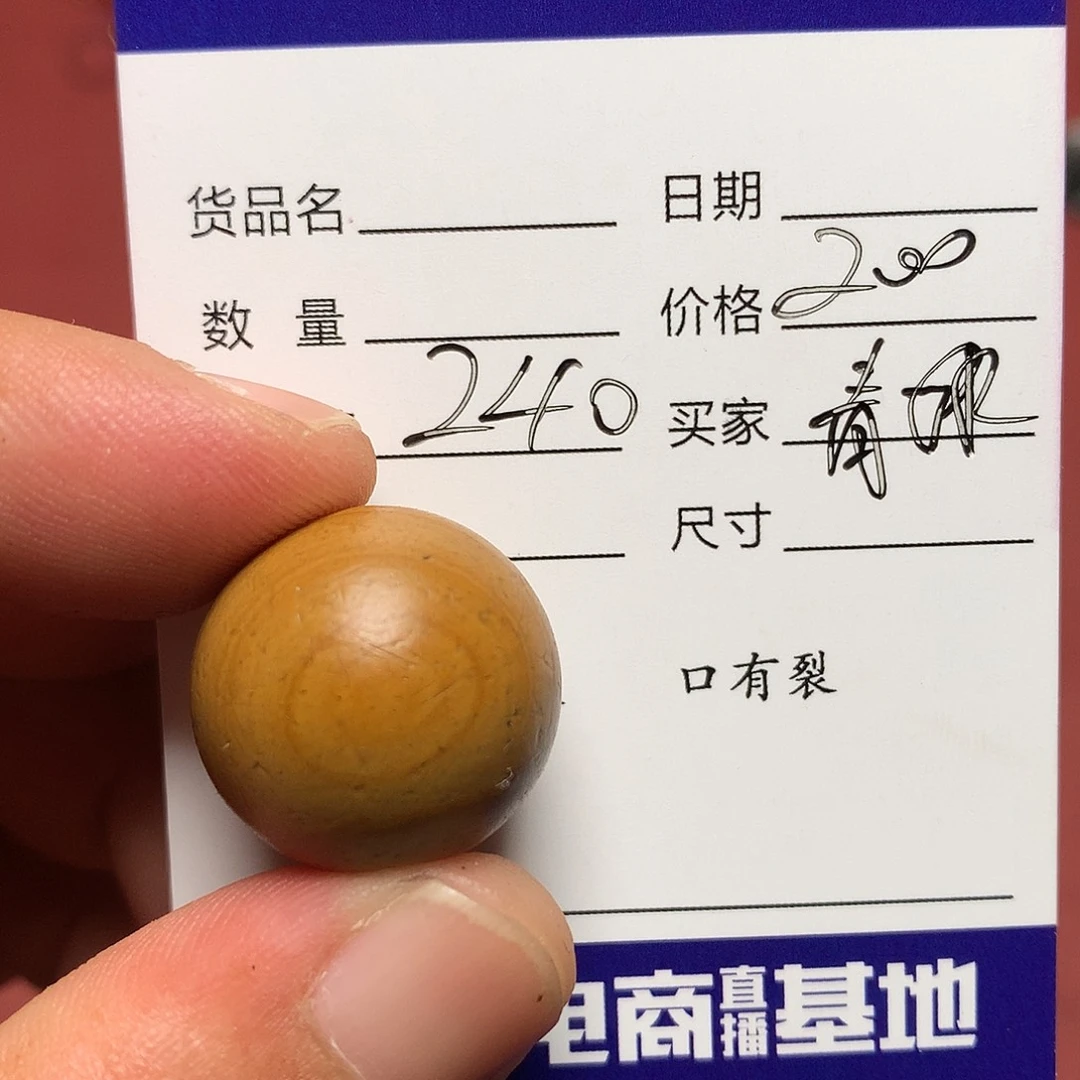 货品名 日期
数 量 价格 200
240 买家 青
尺寸
口有裂
电商直播基地